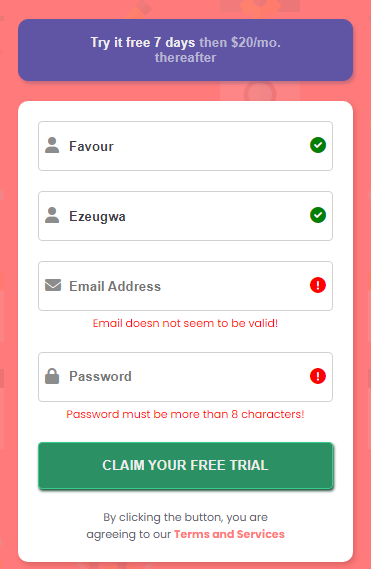 Try it free 7 days then $20/mo.
thereafter
Favour
Ezeugwa
Email Address
Email doesn not seem to be valid!
Password
Password must be more than 8 characters!
CLAIM YOUR FREE TRIAL
By clicking the button, you are
agreeing to our Terms and Services